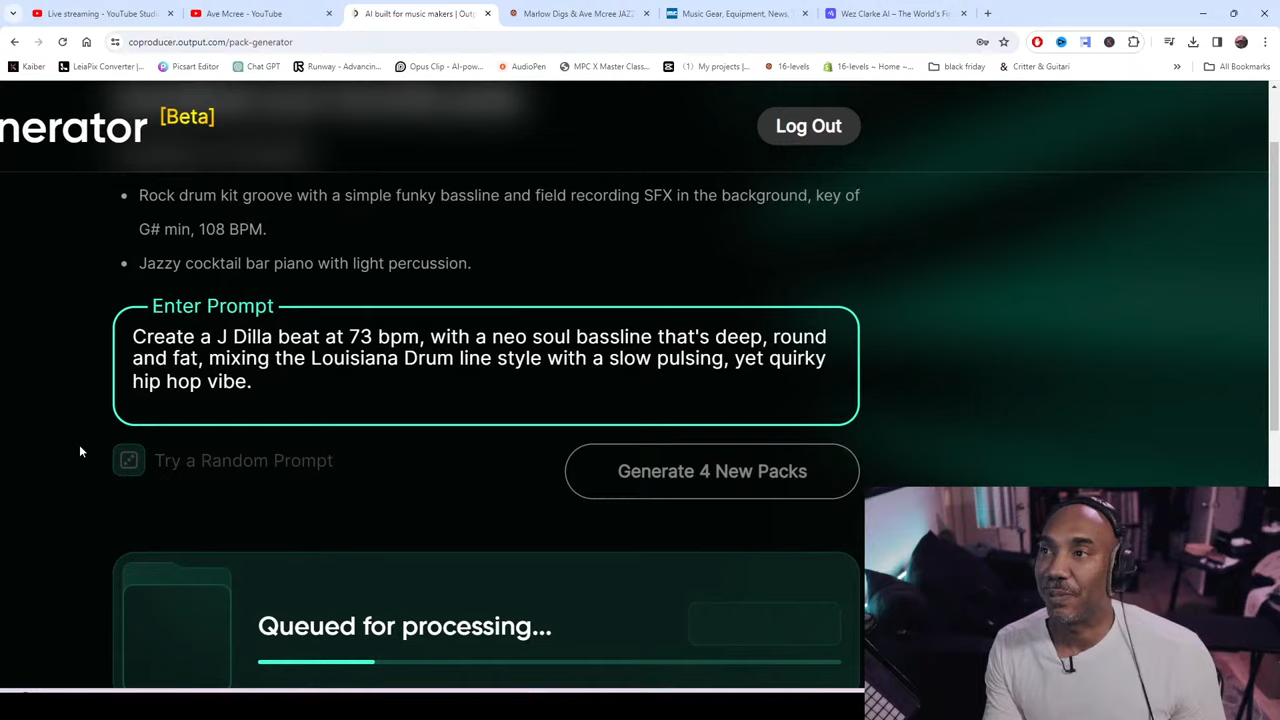 Live streaming - YouTube Studi
Ave Mcree - YouTube
AI built for music makers | Outp
Marlow Digs & Ave Mcree JAZZ
Music Gear, Equipment, News, T
Wez Clarke AI – The World's Fi
coproducer.output.com/pack-generator
Kaiber
LeiaPix Converter |...
Picsart Editor
Chat GPT
Runway - Advancin...
Opus Clip - AI-pow...
AudioPen
MPC X Master Class...
(1) My projects |...
16-levels
16-levels ~ Home ~...
black friday
Critter & Guitari
All Bookmarks
nerator [Beta]
Log Out
Rock drum kit groove with a simple funky bassline and field recording SFX in the background, key of
G# min, 108 BPM.
Jazzy cocktail bar piano with light percussion.
Enter Prompt
Create a J Dilla beat at 73 bpm, with a neo soul bassline that's deep, round
and fat, mixing the Louisiana Drum line style with a slow pulsing, yet quirky
hip hop vibe.
Try a Random Prompt
Generate 4 New Packs
Queued for processing...